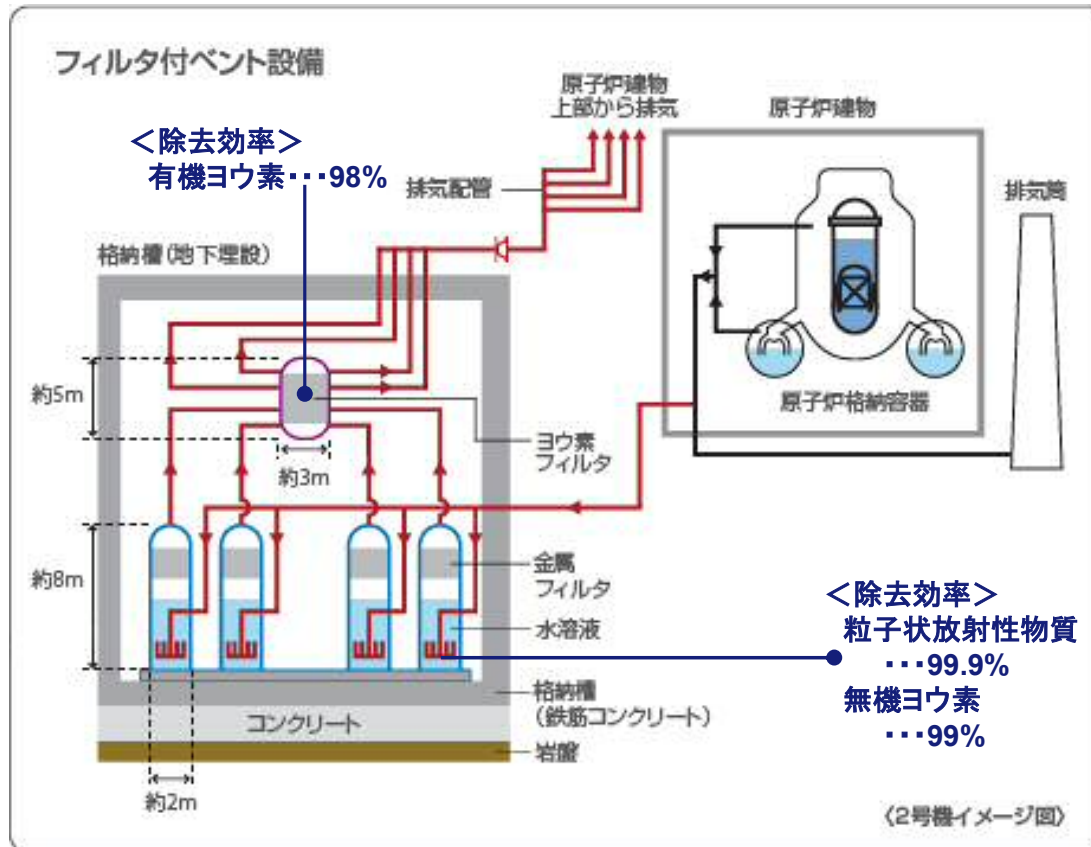 フィルタ付ベント設備
<除去効率>
有機ヨウ素・・・98%
原子炉建物
上部から排気
排気配管
原子炉建物
排気筒
格納槽(地下埋設)
約5m
約3m
ヨウ素
フィルタ
原子炉格納容器
約8m
金属
フィルタ
水溶液
<除去効率>
粒子状放射性物質
・・・99.9%
無機ヨウ素
・・・99%
格納槽
(鉄筋コンクリート)
コンクリート
岩盤
約2m
〈2号機イメージ図〉